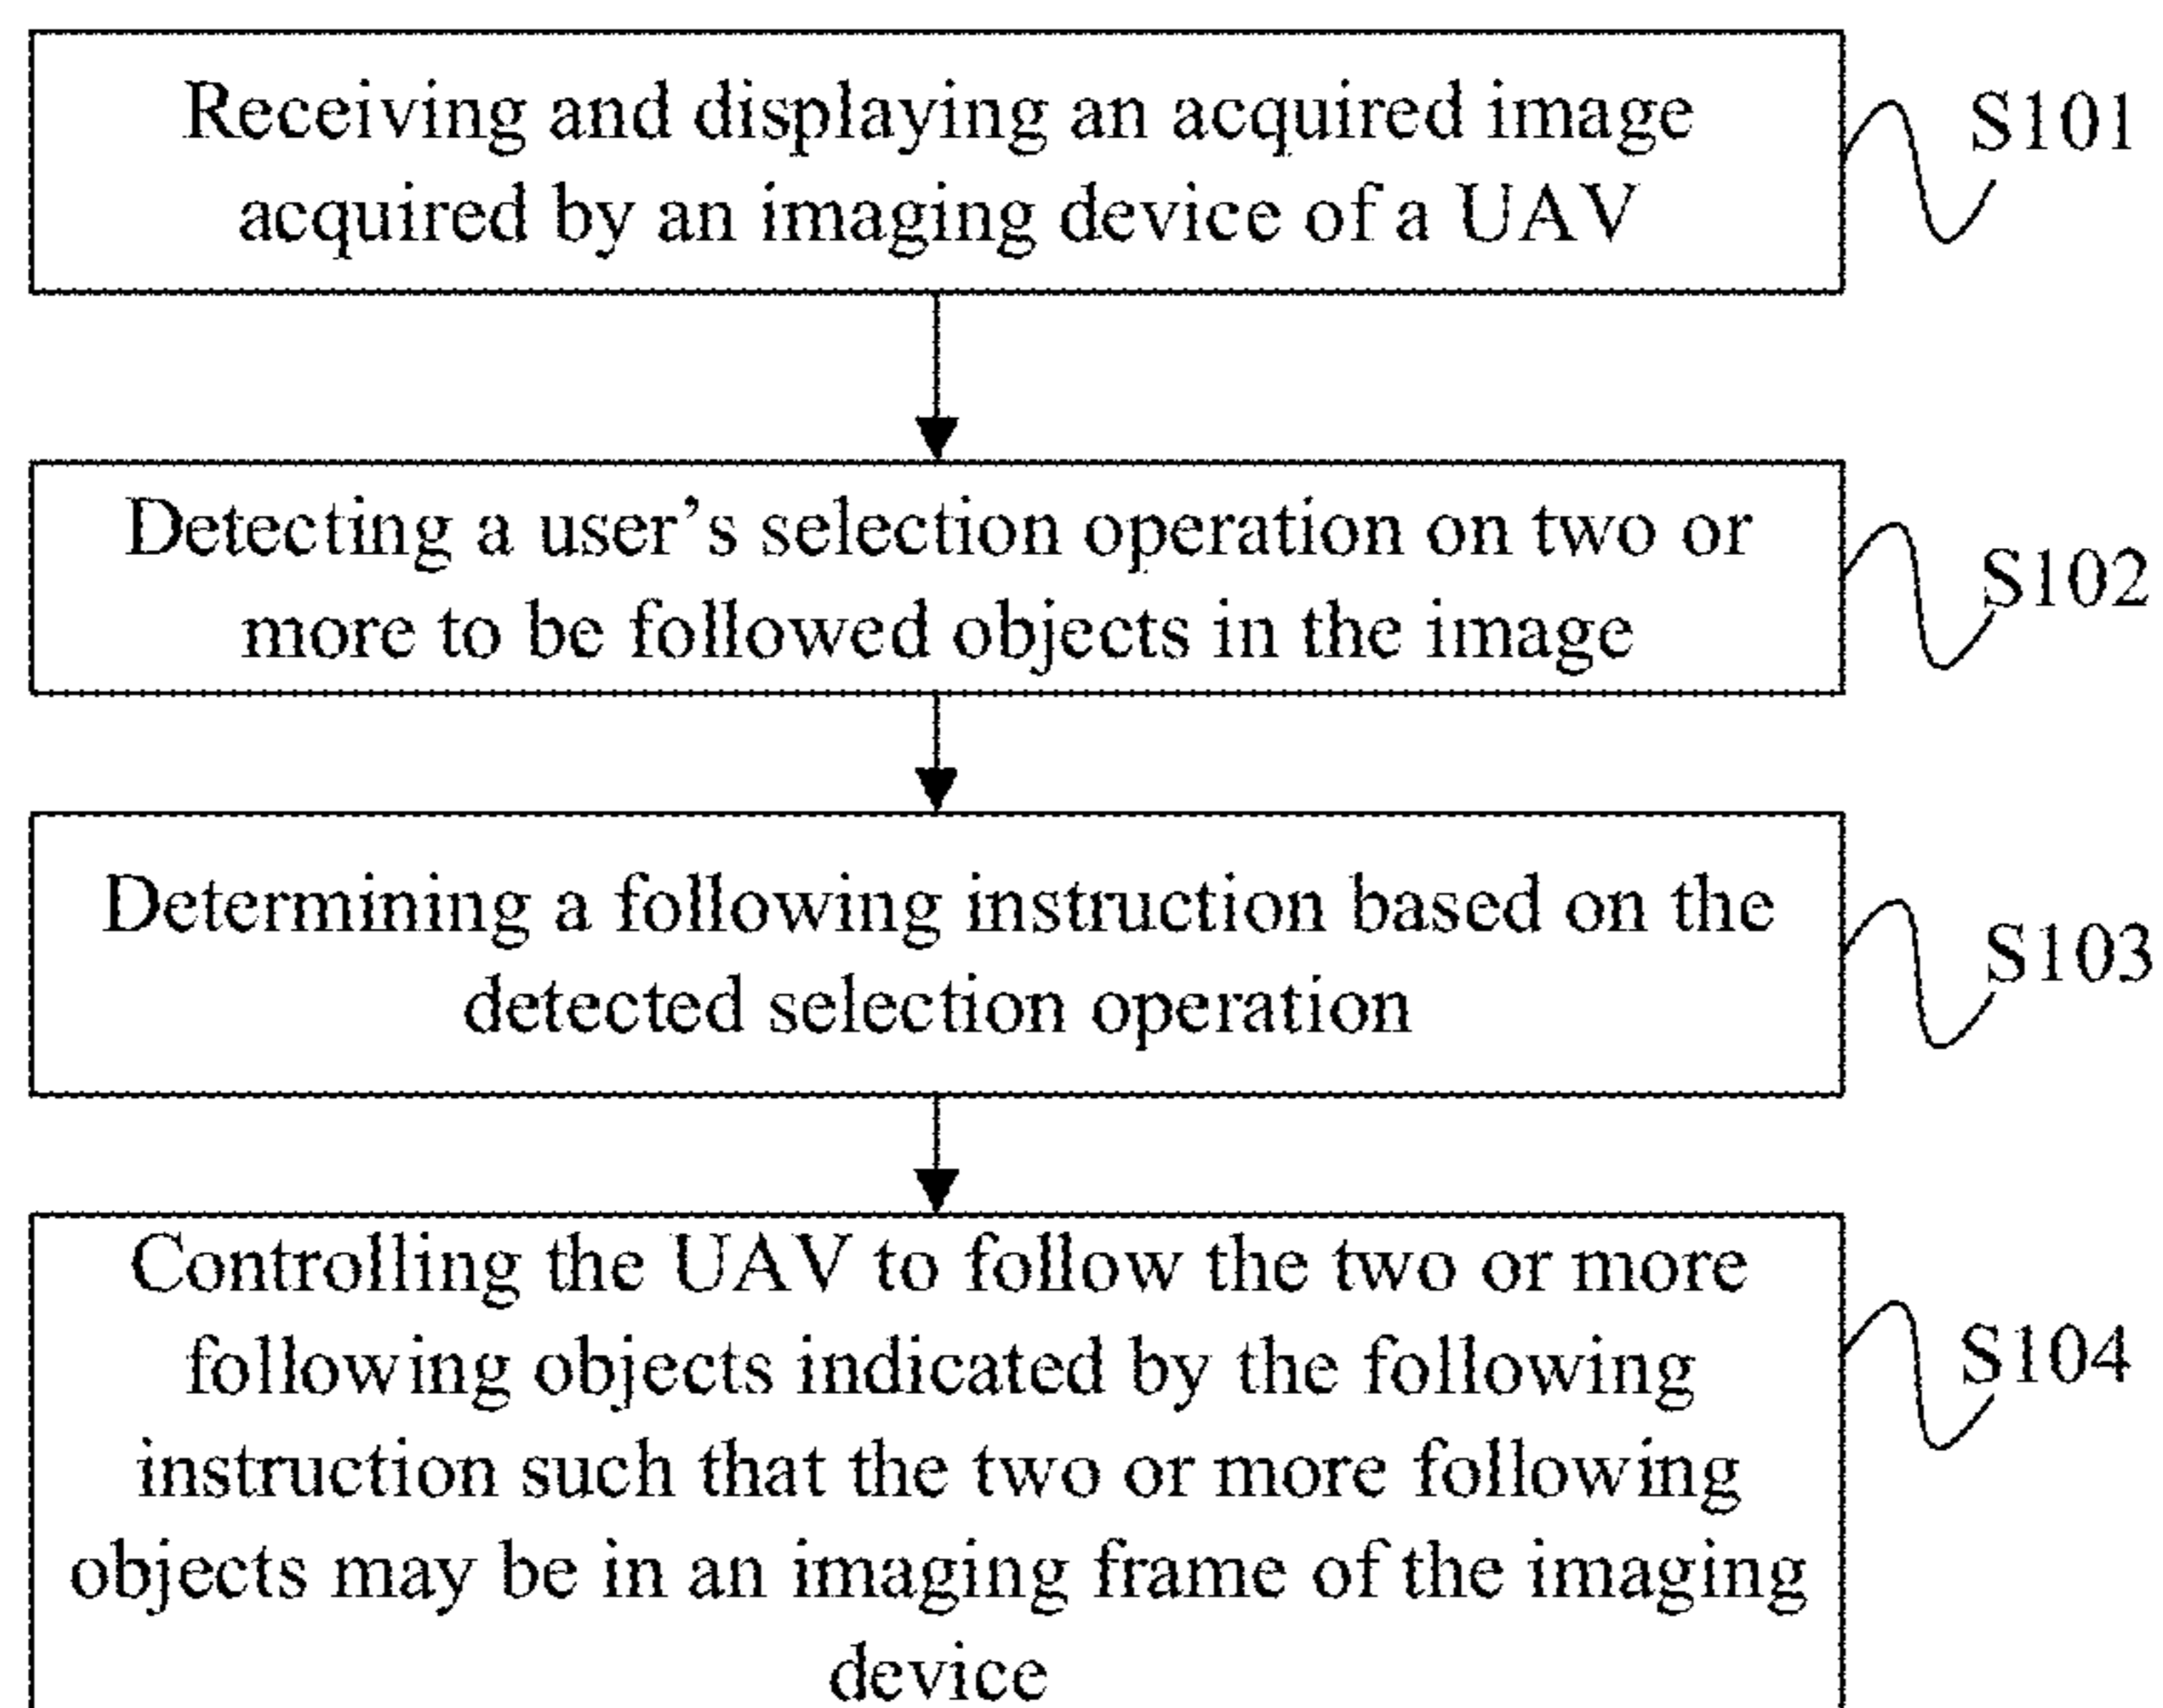 Receiving and displaying an acquired image
acquired by an imaging device of a UAV
S101
Detecting a user’s selection operation on two or
more to be followed objects in the image
S102
Determining a following instruction based on the
detected selection operation
S103
Controlling the UAV to follow the two or more
following objects indicated by the following
instruction such that the two or more following
objects may be in an imaging frame of the imaging
device
S104